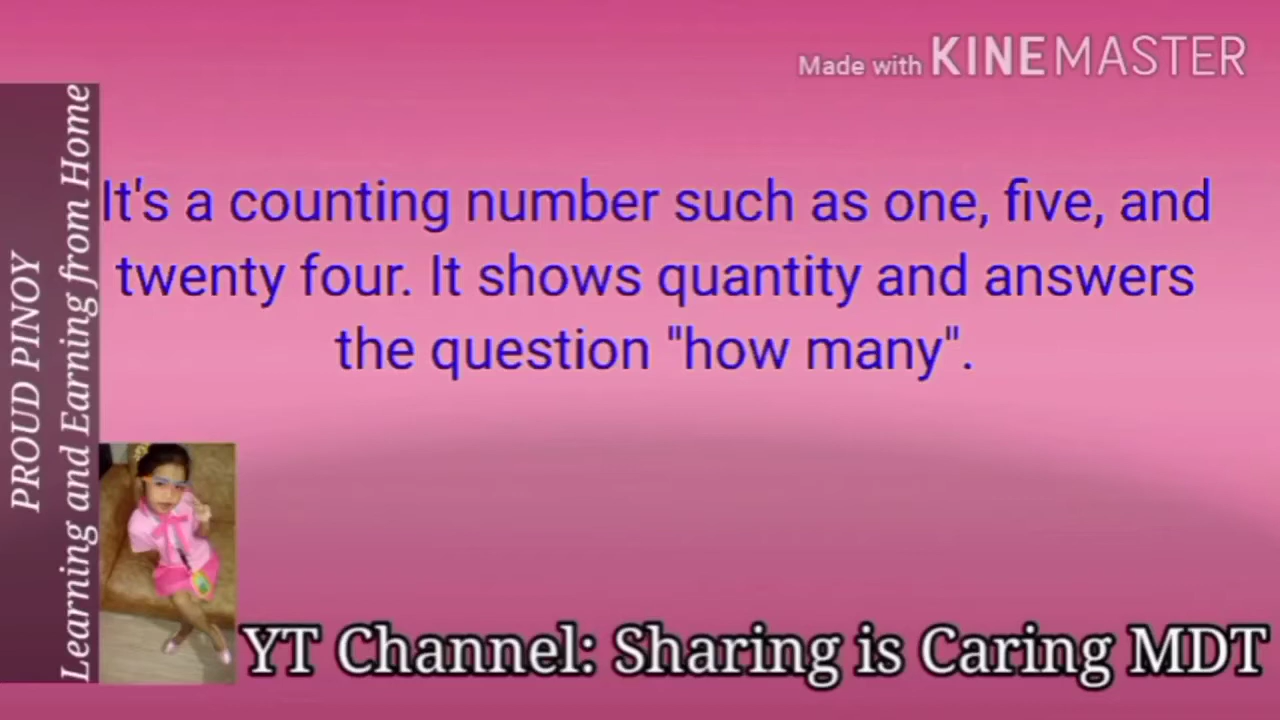 Made with KINEMASTER
PROUD PINOY
Learning and Earning from Home
It's a counting number such as one, five, and
twenty four. It shows quantity and answers
the question "how many".
YT Channel: Sharing is Caring MDT